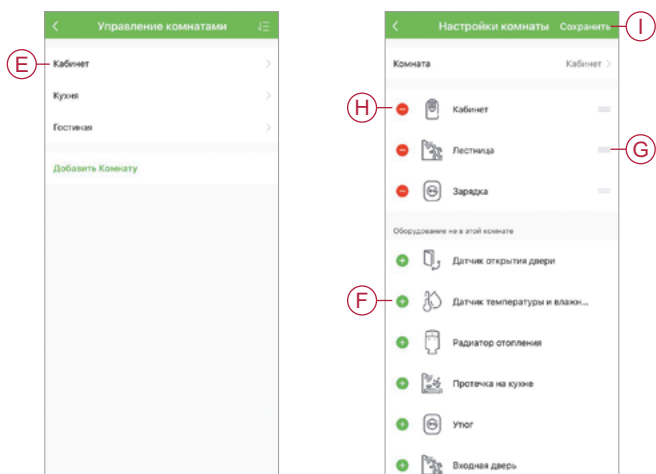 Управление комнатами
E
Кабинет
Кухня
Гостиная
Добавить Комнату
Настройки комнаты Сохранить
I
Комната Кабинет
H
Кабинет
Лестница
G
Зарядка
Оборудование не в этой комнате
Датчик открытия двери
F
Датчик температуры и влажн...
Радиатор отопления
Протечка на кухне
Утюг
Входная дверь